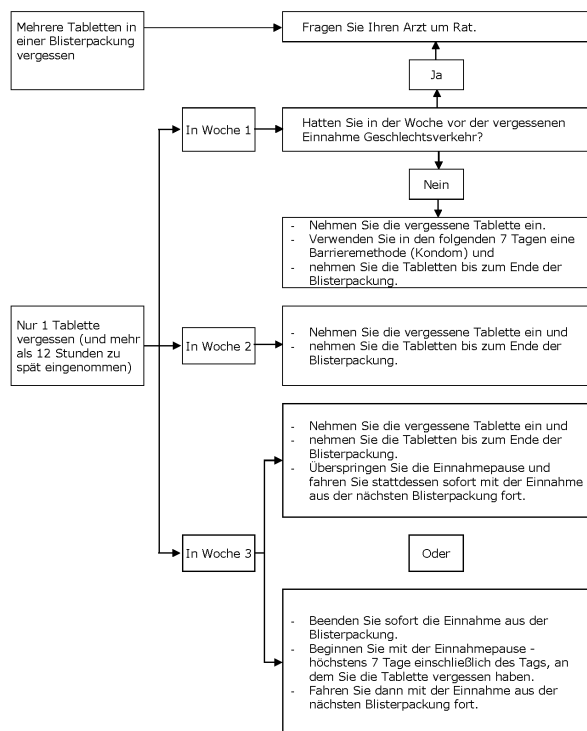 Mehrere Tabletten in
einer Blisterpackung
vergessen
Fragen Sie Ihren Arzt um Rat.
Ja
In Woche 1
Hatten Sie in der Woche vor der vergessenen
Einnahme Geschlechtsverkehr?
Nein
- Nehmen Sie die vergessene Tablette ein.
- Verwenden Sie in den folgenden 7 Tagen eine
Barrieremethode (Kondom) und
- nehmen Sie die Tabletten bis zum Ende der
Blisterpackung.
Nur 1 Tablette
vergessen (und mehr
als 12 Stunden zu
spät eingenommen)
In Woche 2
- Nehmen Sie die vergessene Tablette ein und
- nehmen Sie die Tabletten bis zum Ende der
Blisterpackung.
- Nehmen Sie die vergessene Tablette ein und
- nehmen Sie die Tabletten bis zum Ende der
Blisterpackung.
- Überspringen Sie die Einnahmepause und
fahren Sie stattdessen sofort mit der Einnahme
aus der nächsten Blisterpackung fort.
In Woche 3
Oder
- Beenden Sie sofort die Einnahme aus der
Blisterpackung.
- Beginnen Sie mit der Einnahmepause -
höchstens 7 Tage einschließlich des Tags, an
dem Sie die Tablette vergessen haben.
- Fahren Sie dann mit der Einnahme aus der
nächsten Blisterpackung fort.